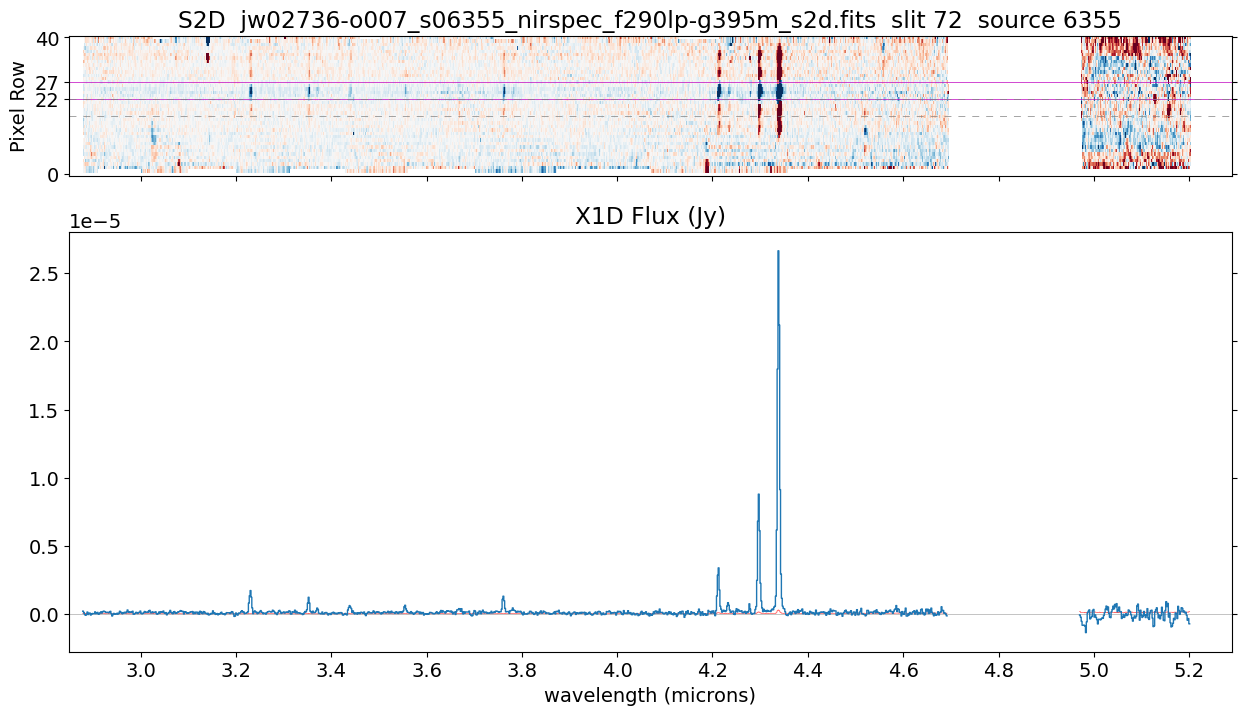 S2D  jw02736-o007_s06355_nirspec_f290lp-g395m_s2d.fits  slit 72  source 6355
40
27
22
0
Pixel Row
X1D Flux (Jy)
1e−5
2.5
2.0
1.5
1.0
0.5
0.0
3.0 3.2 3.4 3.6 3.8 4.0 4.2 4.4 4.6 4.8 5.0 5.2
wavelength (microns)